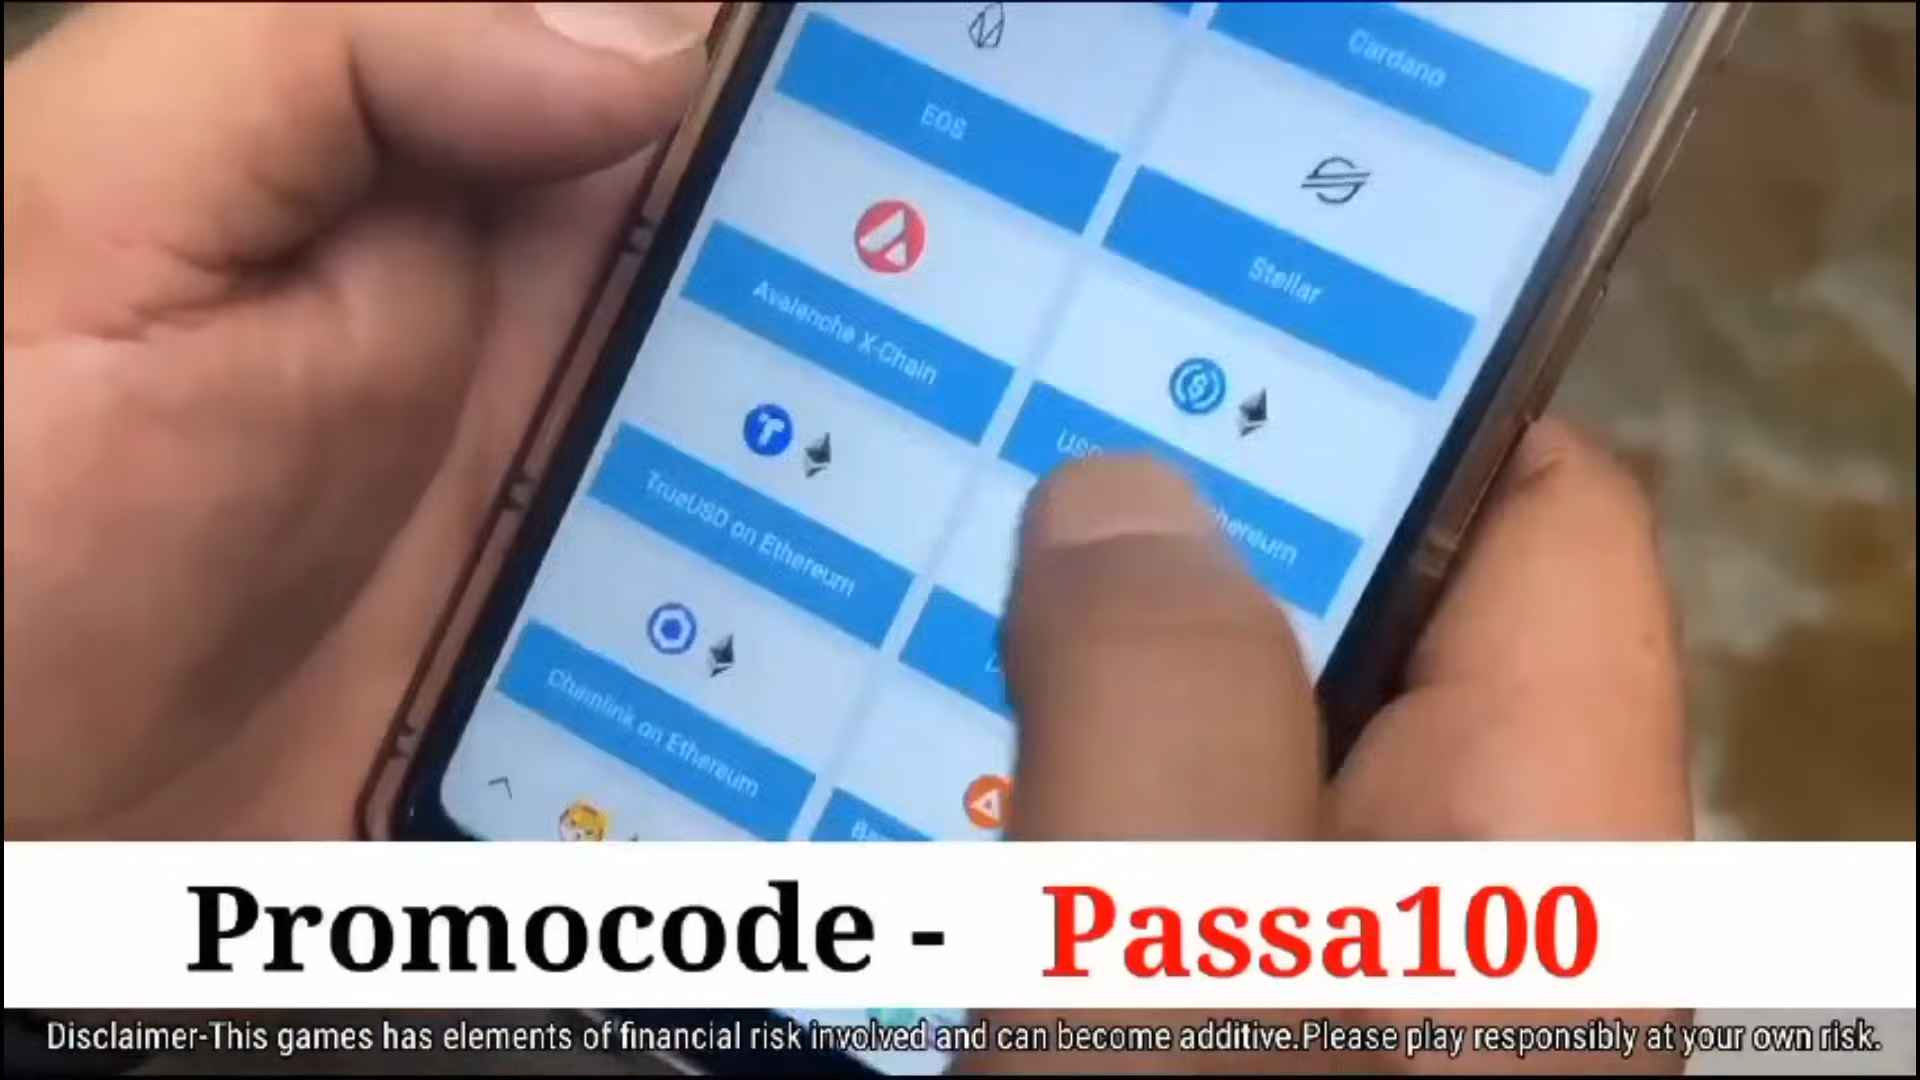 Cardano
EOS
Stellar
Avalanche X-Chain
TrueUSD on Ethereum
Chainlink on Ethereum
Promocode - Passa100
Disclaimer-This games has elements of financial risk involved and can become additive.Please play responsibly at your own risk.